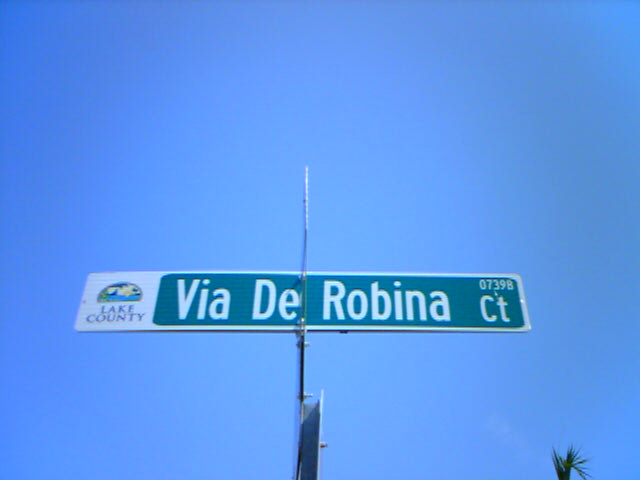 LAKE
COUNTY
Via De Robina Ct
07398